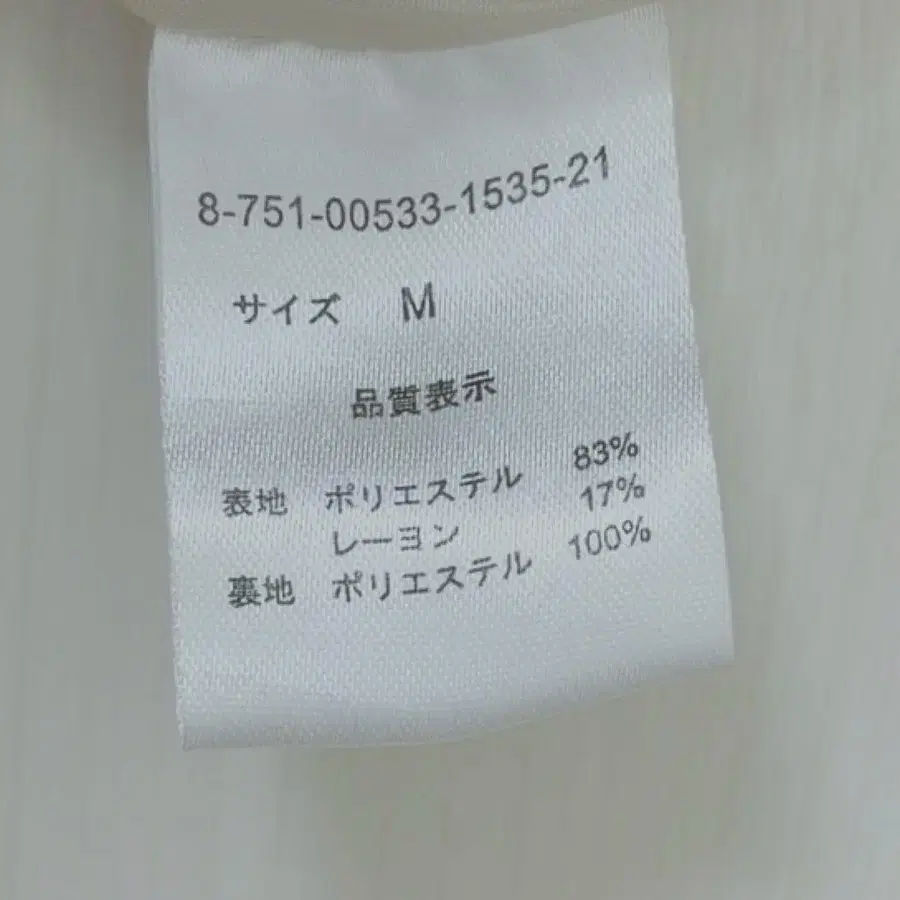 8-751-00533-1535-21
サイズ M
品質表示
表地 ポリエステル 83%
レーヨン 17%
裏地 ポリエステル 100%